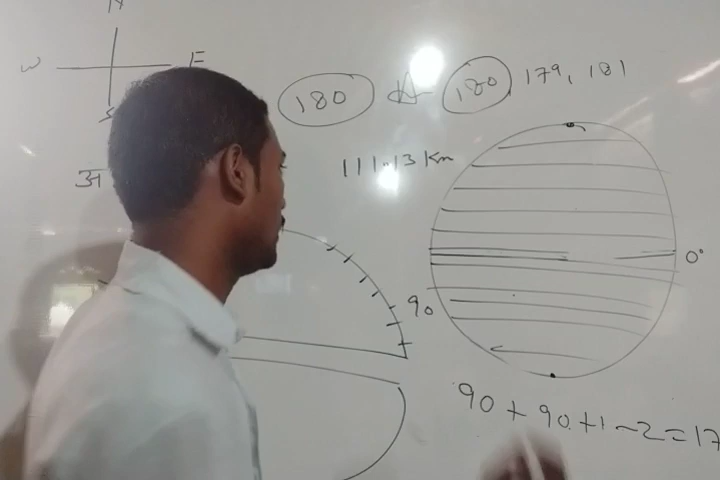 N
W E
S
180 180 179, 181
111.13 Km
अ
0°
90
90 + 90 + 1 - 2 = 17